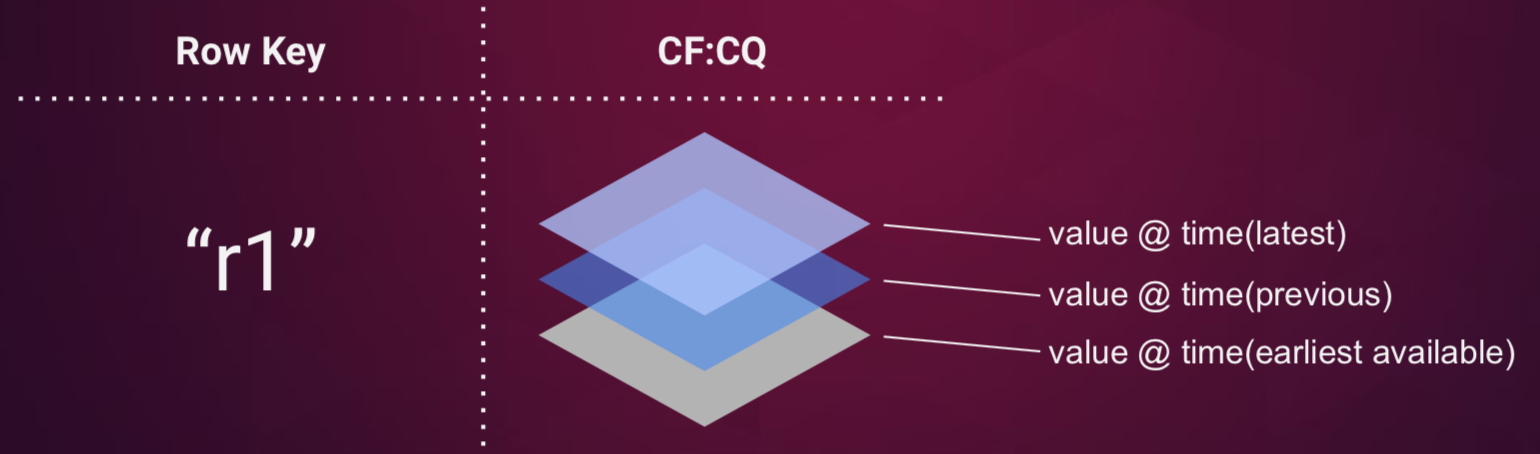 Row Key
CF:CQ
“r1”
value @ time(latest)
value @ time(previous)
value @ time(earliest available)